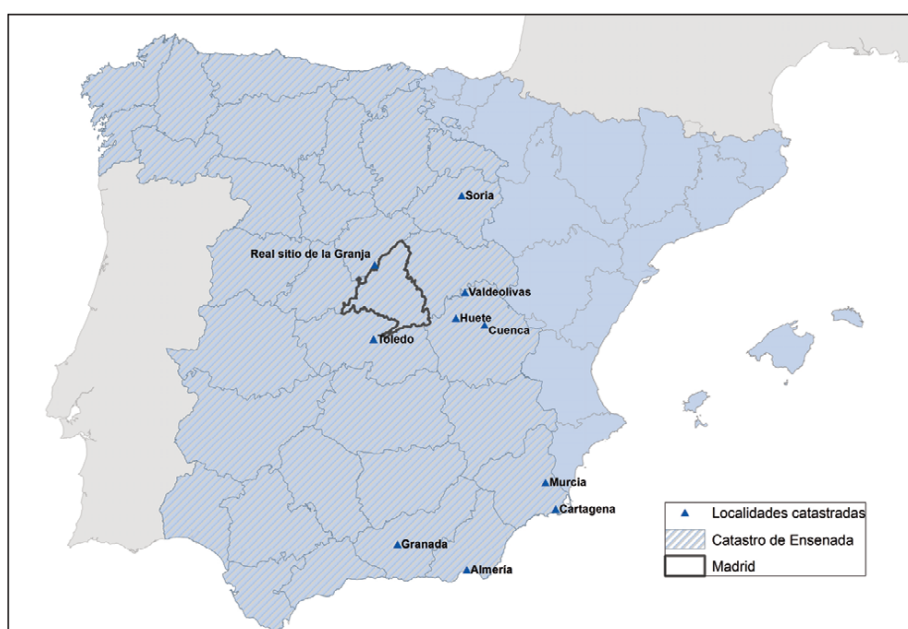 Soria
Real sitio de la Granja
Valdeolivas
Huete
Cuenca
Toledo
Murcia
Cartagena
Granada
Almería
Localidades catastradas
Catastro de Ensenada
Madrid